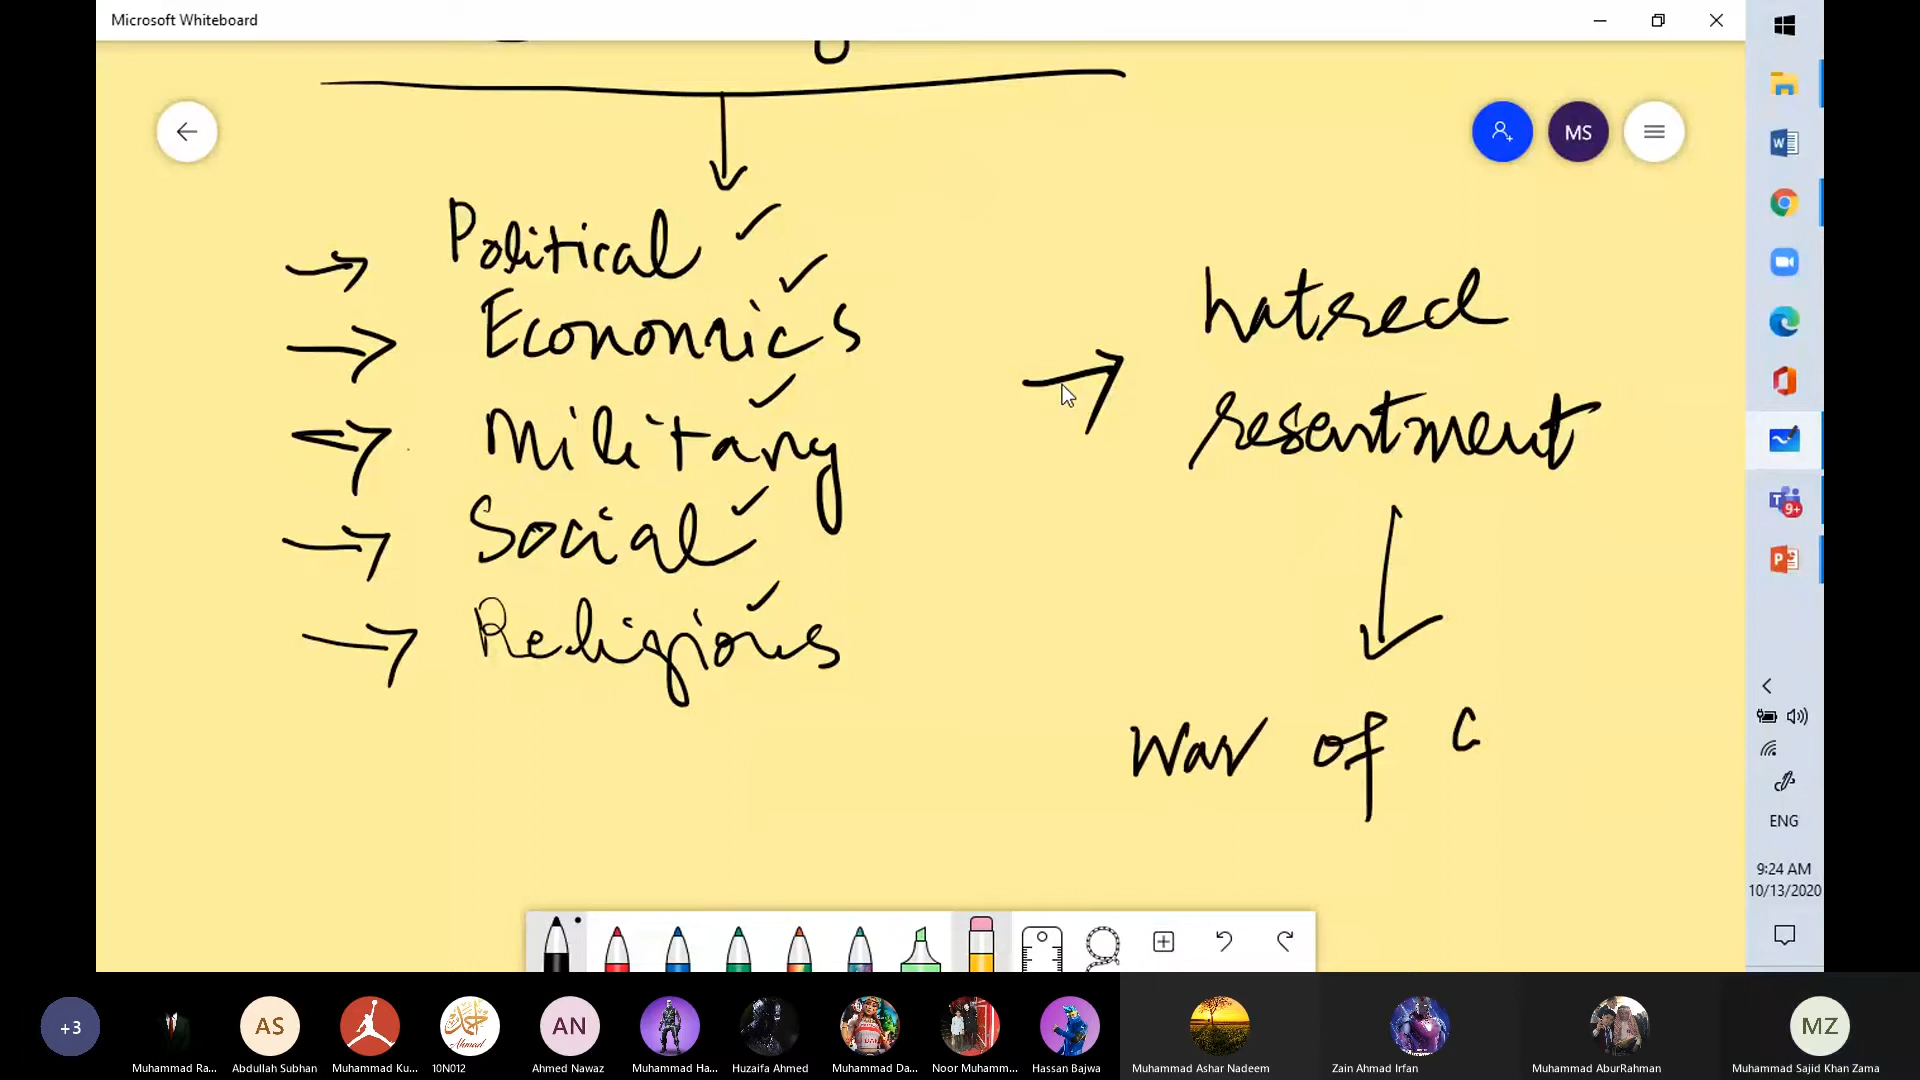 Microsoft Whiteboard
MS
Political
Economics
Military
Social
Religious
hatred
resentment
War of
9+
ENG
9:24 AM
10/13/2020
+3
AS
AN
MZ
Muhammad Ra...
Abdullah Subhan
Muhammad Ku...
10N012
Ahmed Nawaz
Muhammad Ha...
Huzaifa Ahmed
Muhammad Da...
Noor Muhamm...
Hassan Bajwa
Muhammad Ashar Nadeem
Zain Ahmad Irfan
Muhammad AburRahman
Muhammad Sajid Khan Zama